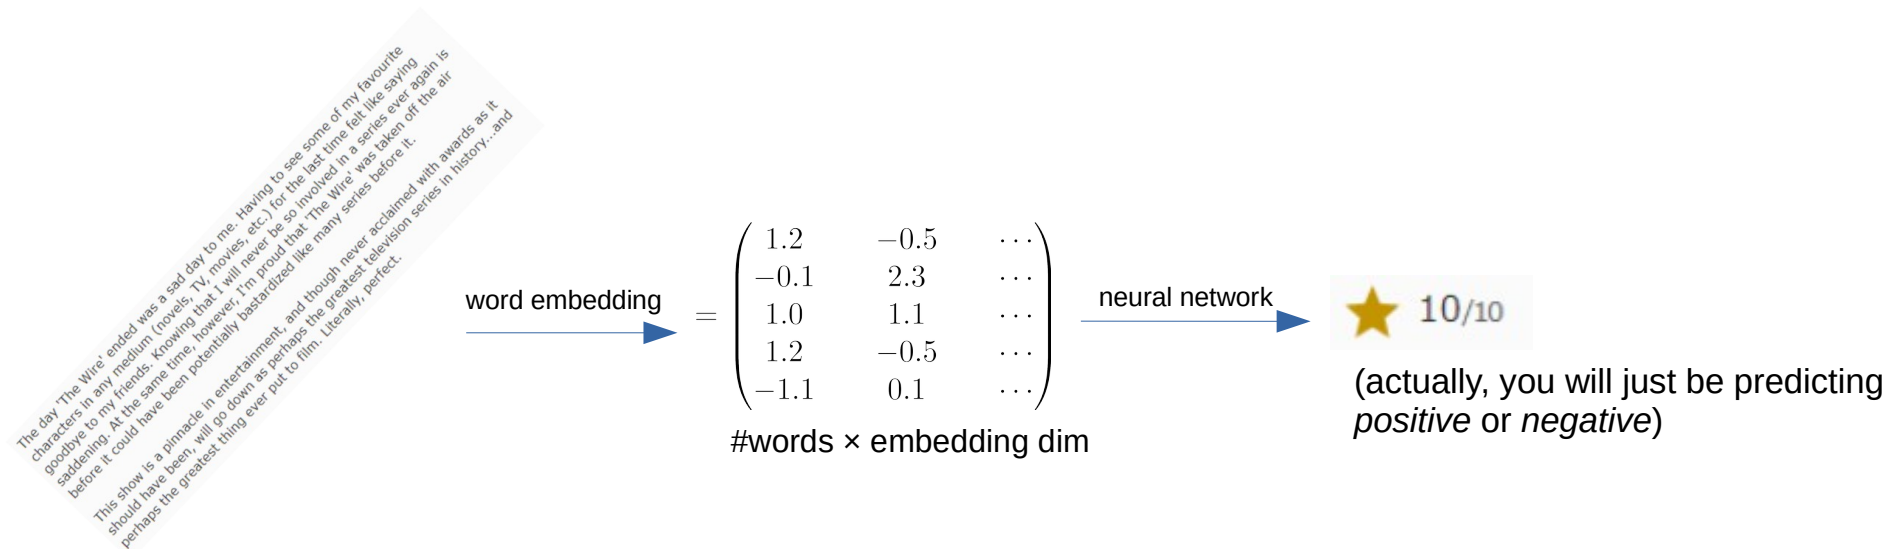 The day 'The Wire' ended was a sad day to me. Having to see some of my favourite
characters in any medium (novels, TV, movies, etc.) for the last time felt like saying
goodbye to my friends. Knowing that I will never be so involved in a series ever again is
saddening. At the same time, however, I'm proud that 'The Wire' was taken off the air
before it could have been potentially bastardized like many series before it.
This show is a pinnacle in entertainment, and though never acclaimed with awards as it
should have been, will go down as perhaps the greatest television series in history...and
perhaps the greatest thing ever put to film. Literally, perfect.
word embedding
=
1.2 −0.5 ⋯
−0.1 2.3 ⋯
1.0 1.1 ⋯
1.2 −0.5 ⋯
−1.1 0.1 ⋯
#words × embedding dim
neural network
10/10
(actually, you will just be predicting
positive or negative)